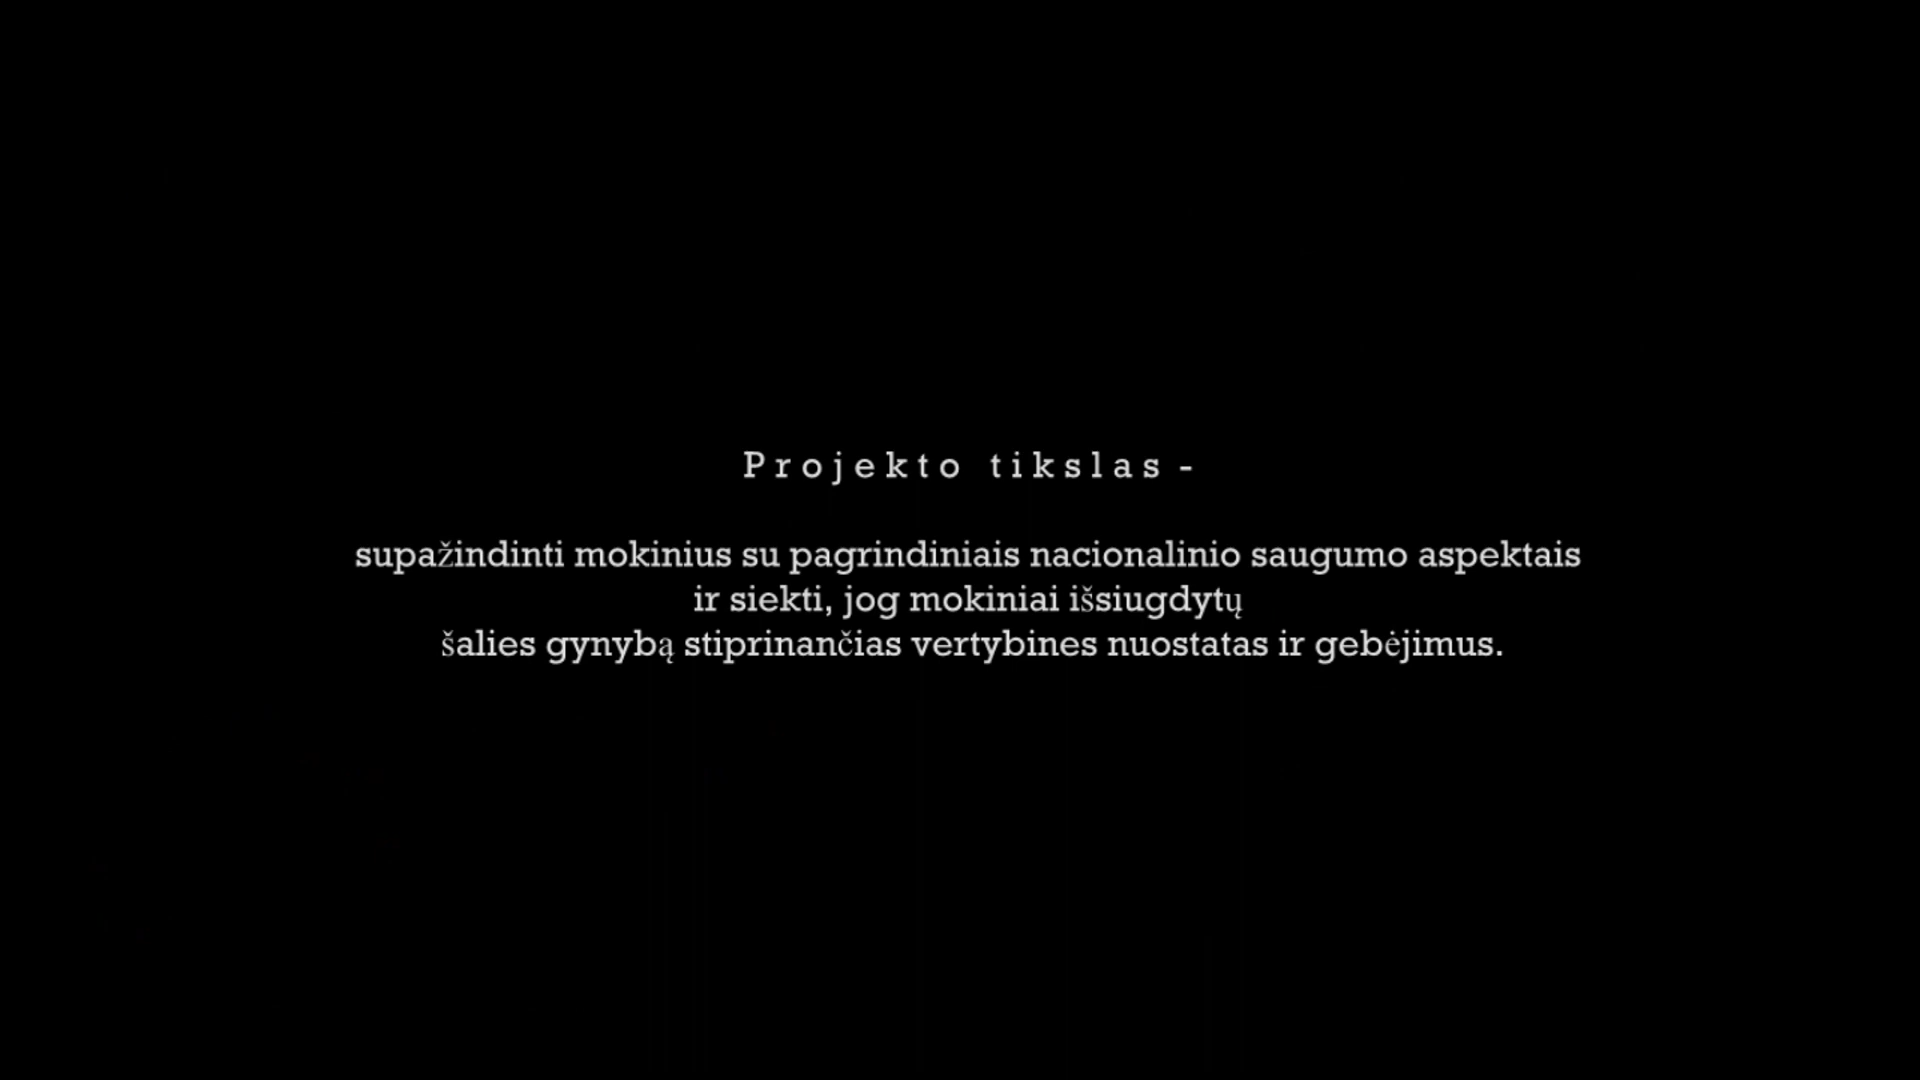 Projekto tikslas -
supažindinti mokinius su pagrindiniais nacionalinio saugumo aspektais
ir siekti, jog mokiniai išsiugdytų
šalies gynybą stiprinančias vertybines nuostatas ir gebėjimus.